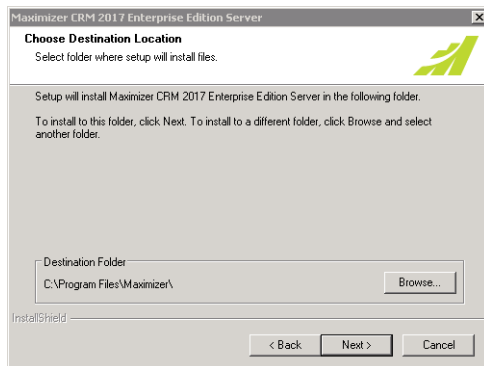 Maximizer CRM 2017 Enterprise Edition Server
Choose Destination Location
Select folder where setup will install files.
Setup will install Maximizer CRM 2017 Enterprise Edition Server in the following folder.
To install to this folder, click Next. To install to a different folder, click Browse and select
another folder.
Destination Folder
C:\Program Files\Maximizer\
Browse...
InstallShield
< Back
Next >
Cancel